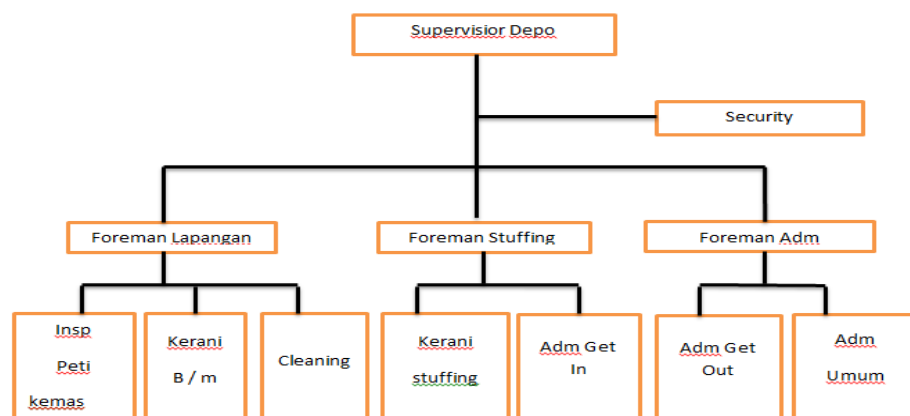 Supervisior Depo
Security
Foreman Lapangan
Foreman Stuffing
Foreman Adm
Insp
Peti
kemas
Kerani
B / m
Cleaning
Kerani
stuffing
Adm Get
In
Adm Get
Out
Adm
Umum